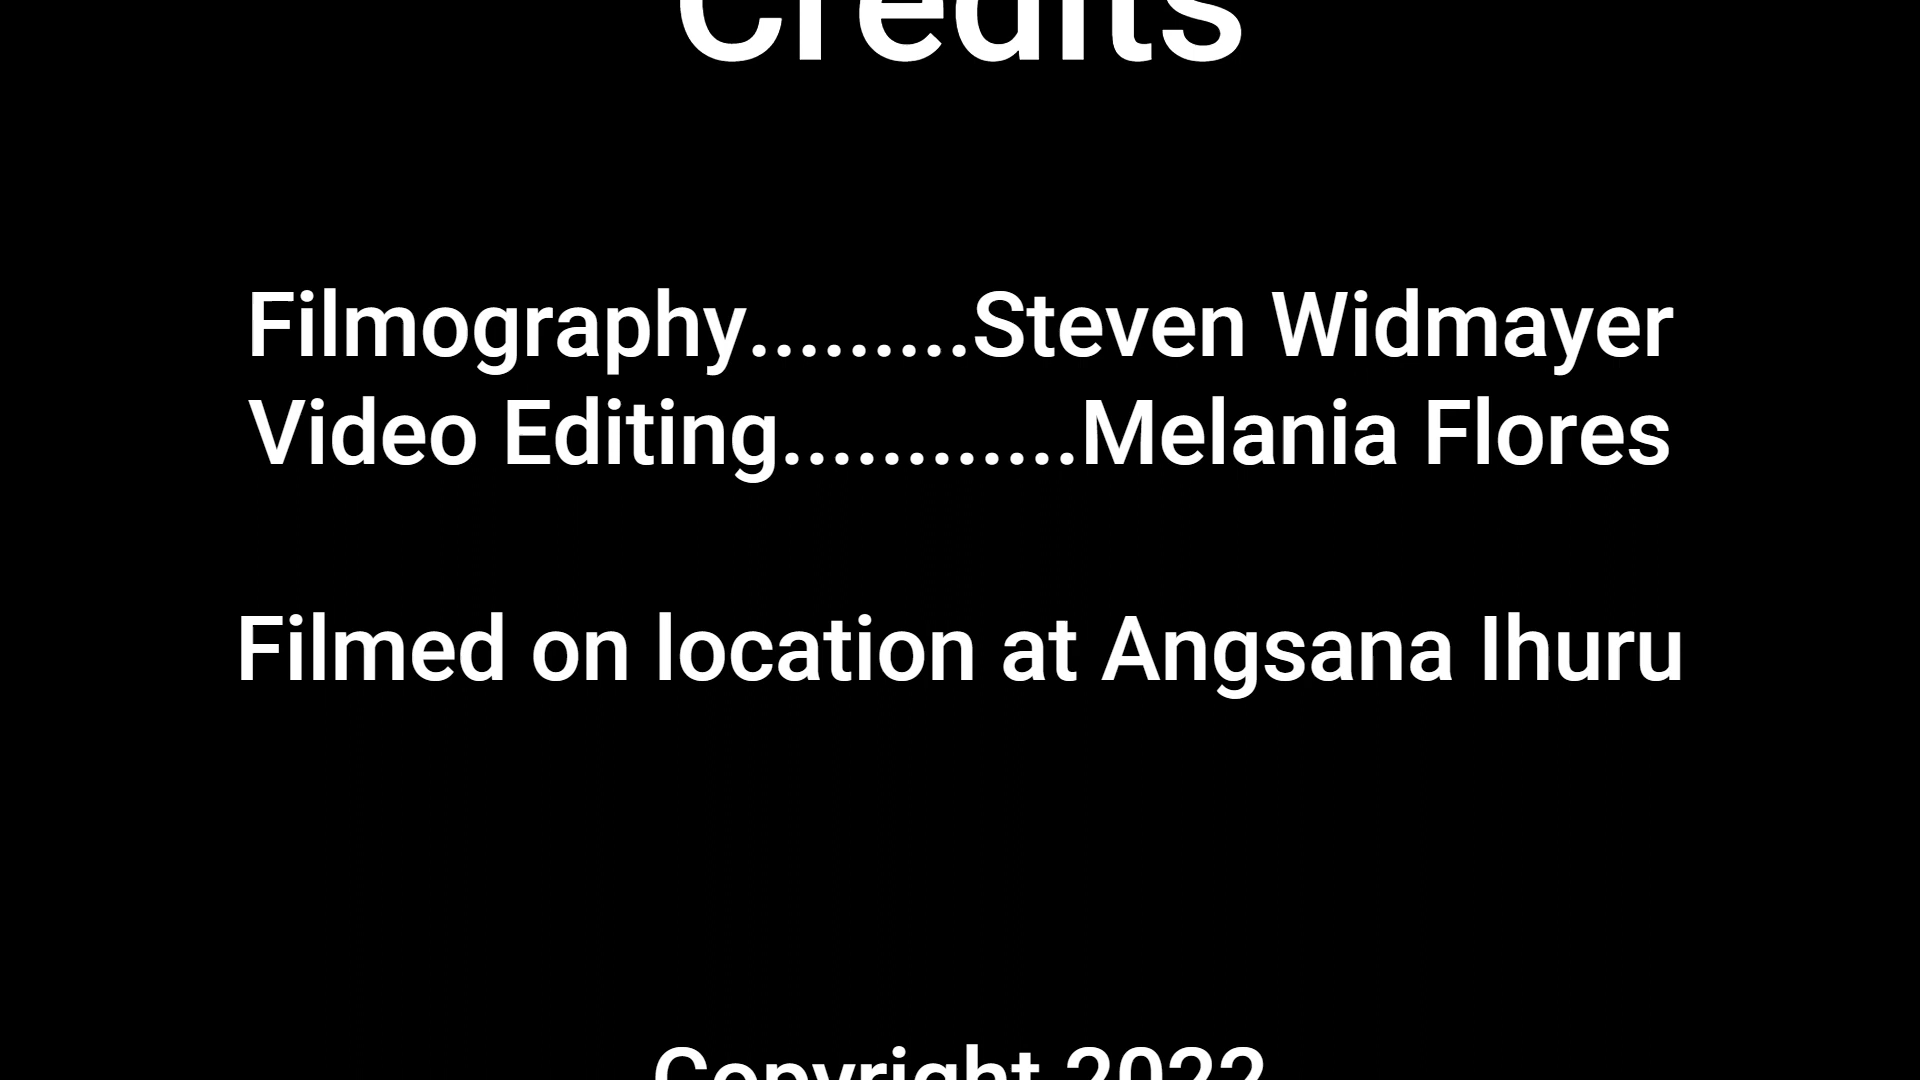 Credits
Filmography.........Steven Widmayer
Video Editing............Melania Flores
Filmed on location at Angsana Ihuru
Copyright 2022